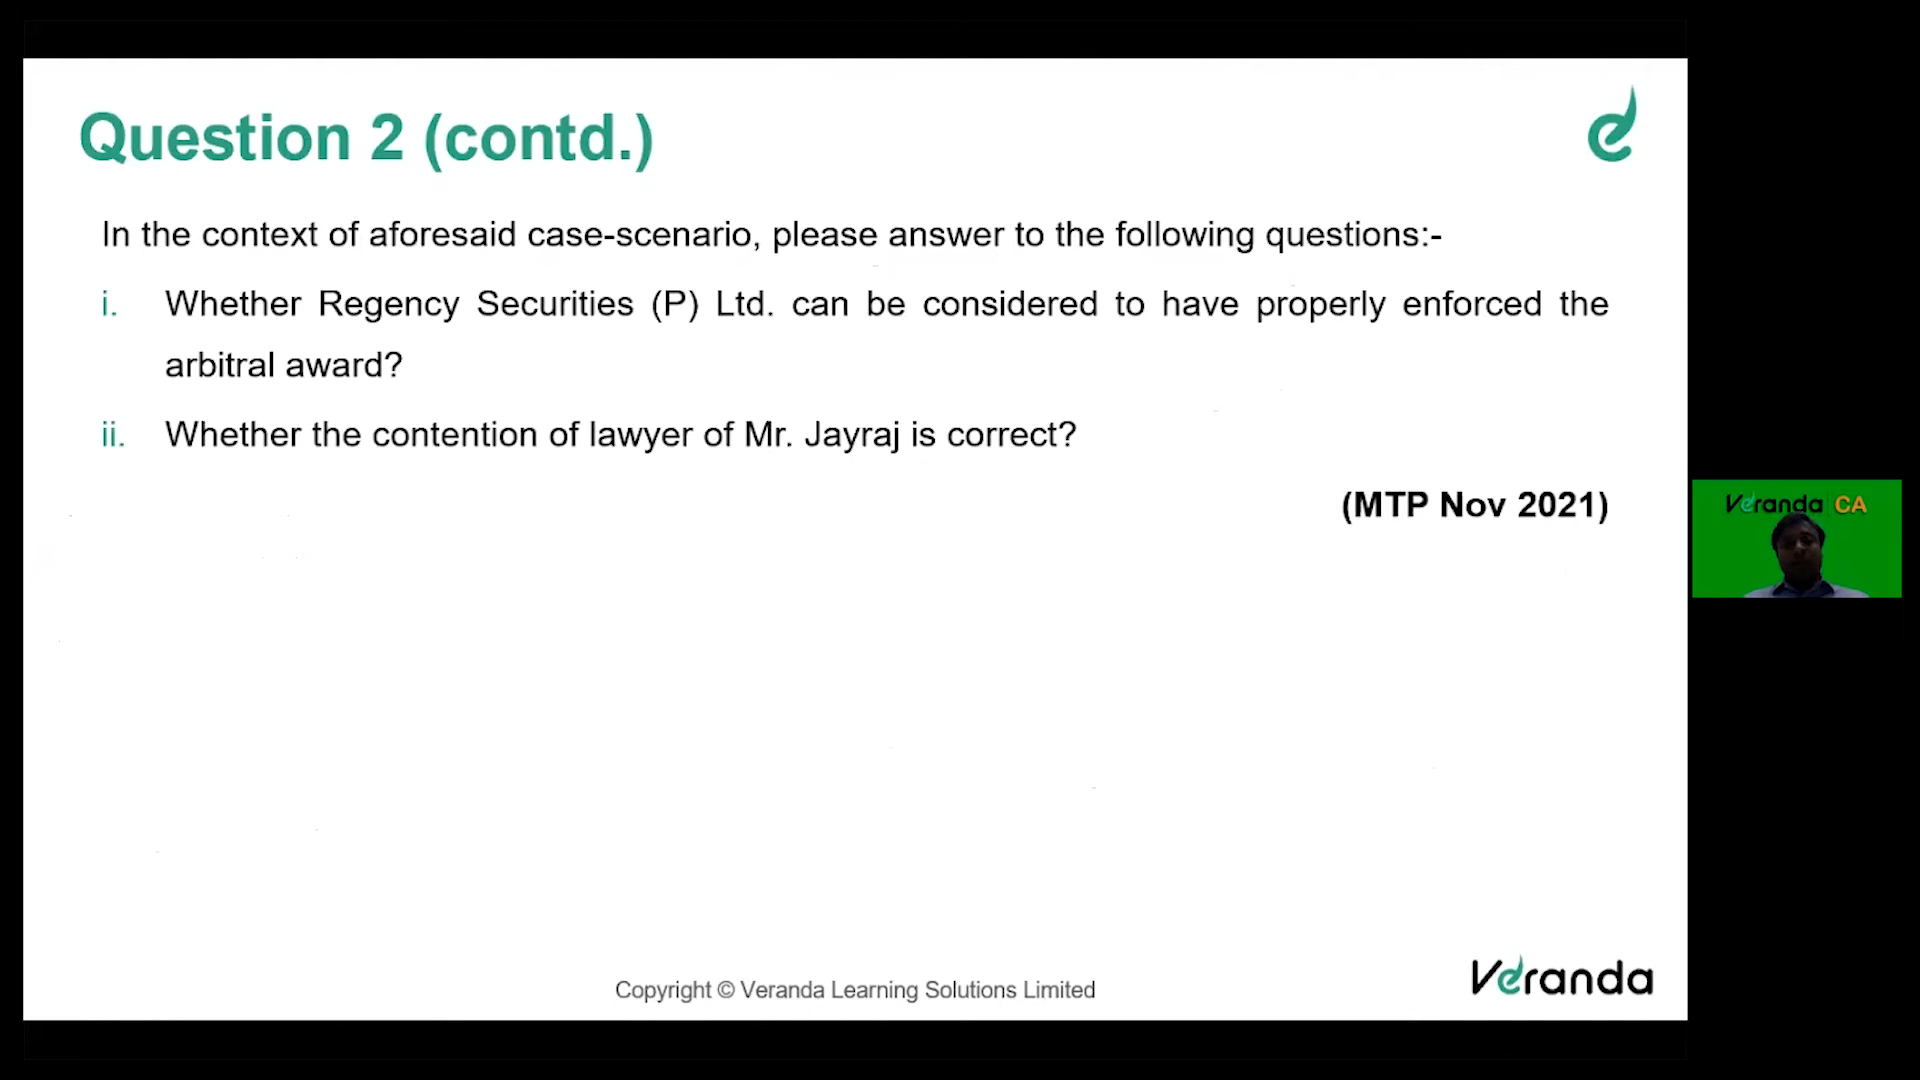 Question 2 (contd.)
In the context of aforesaid case-scenario, please answer to the following questions:-
i. Whether Regency Securities (P) Ltd. can be considered to have properly enforced the
arbitral award?
ii. Whether the contention of lawyer of Mr. Jayraj is correct?
(MTP Nov 2021)
Veranda CA
Copyright © Veranda Learning Solutions Limited
Veranda